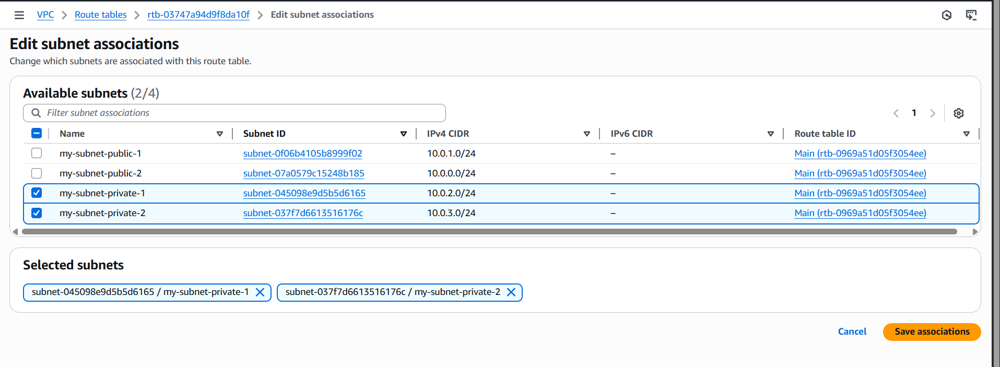 VPC > Route tables > rtb-03747a94d9f8da10f > Edit subnet associations
Edit subnet associations
Change which subnets are associated with this route table.
Available subnets (2/4)
Filter subnet associations
1
Name Subnet ID IPv4 CIDR IPv6 CIDR Route table ID
my-subnet-public-1 subnet-0f06b4105b8999f02 10.0.1.0/24 – Main (rtb-0969a51d05f3054ee)
my-subnet-public-2 subnet-07a0579c15248b185 10.0.0.0/24 – Main (rtb-0969a51d05f3054ee)
my-subnet-private-1 subnet-045098e9d5b5d6165 10.0.2.0/24 – Main (rtb-0969a51d05f3054ee)
my-subnet-private-2 subnet-037f7d6613516176c 10.0.3.0/24 – Main (rtb-0969a51d05f3054ee)
Selected subnets
subnet-045098e9d5b5d6165 / my-subnet-private-1 subnet-037f7d6613516176c / my-subnet-private-2
Cancel Save associations